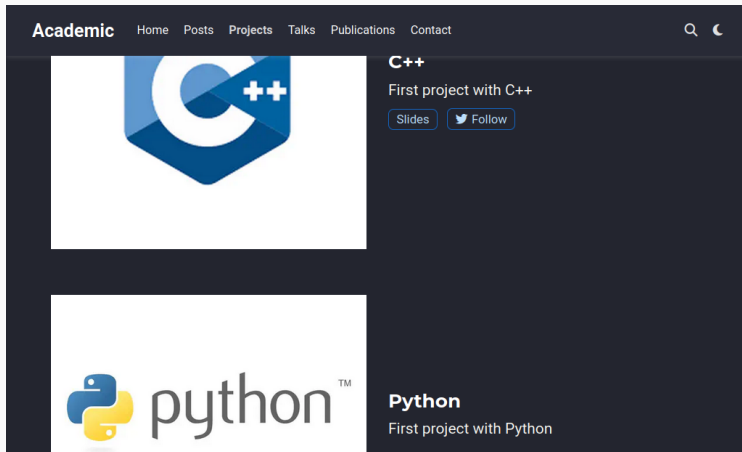 Academic Home Posts Projects Talks Publications Contact
C++
C++
First project with C++
Slides Follow
python™
Python
First project with Python